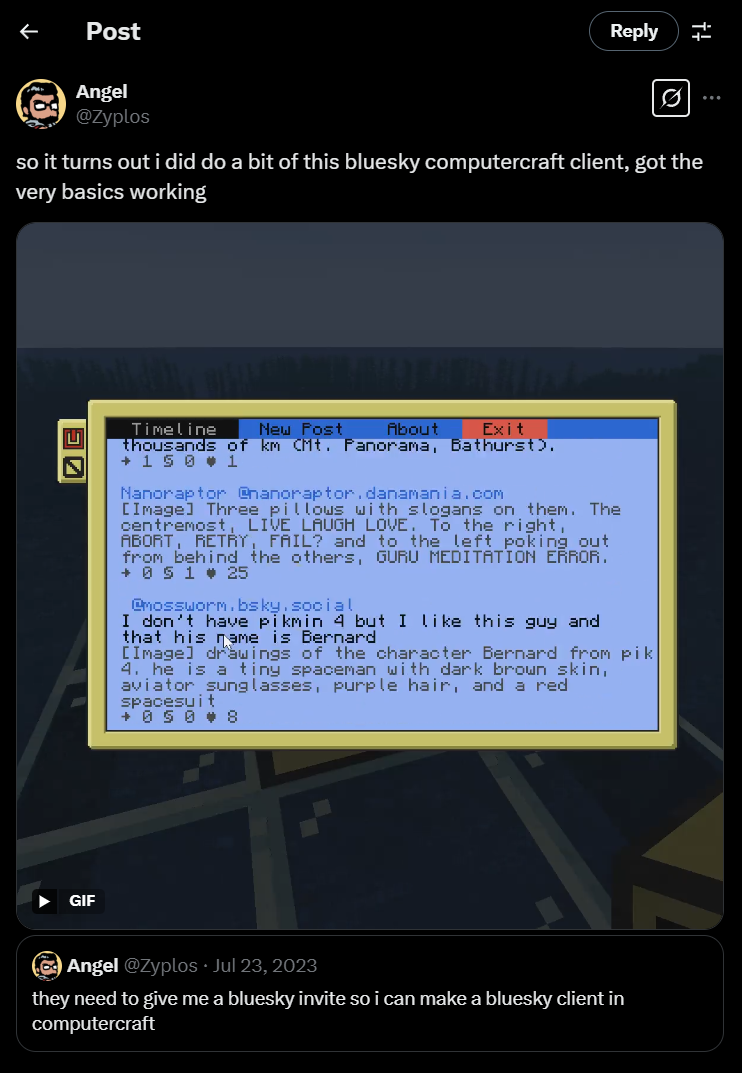 Post
Reply
Angel
@Zyplos
so it turns out i did do a bit of this bluesky computercraft client, got the
very basics working
Timeline New Post About Exit
thousands of km (Mt. Panorama, Bathurst).
1 0 1
Nanoraptor @nanoraptor.danamania.com
[Image] Three pillows with slogans on them. The
centremost, LIVE LAUGH LOVE. To the right,
ABORT, RETRY, FAIL? and to the left poking out
from behind the others, GURU MEDITATION ERROR.
0 1 25
@mossworm.bsky.social
I don't have pikmin 4 but I like this guy and
that his name is Bernard
[Image] drawings of the character Bernard from pik
4. he is a tiny spaceman with dark brown skin,
aviator sunglasses, purple hair, and a red
spacesuit
0 0 8
GIF
Angel @Zyplos · Jul 23, 2023
they need to give me a bluesky invite so i can make a bluesky client in
computercraft